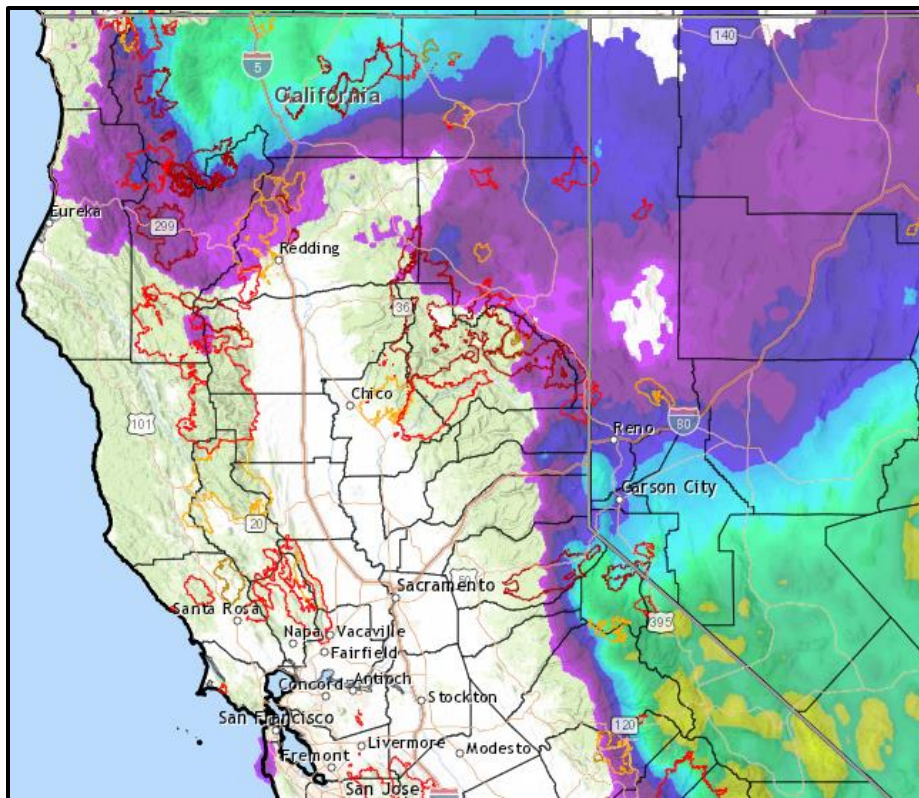 140
5
California
Eureka
299
Redding
36
Chico
101
Reno
80
Carson City
20
Sacramento
50
Santa Rosa
Napa
Vacaville
395
Fairfield
Concord
Antioch
Stockton
San Francisco
120
Livermore
Modesto
Fremont
San Jose